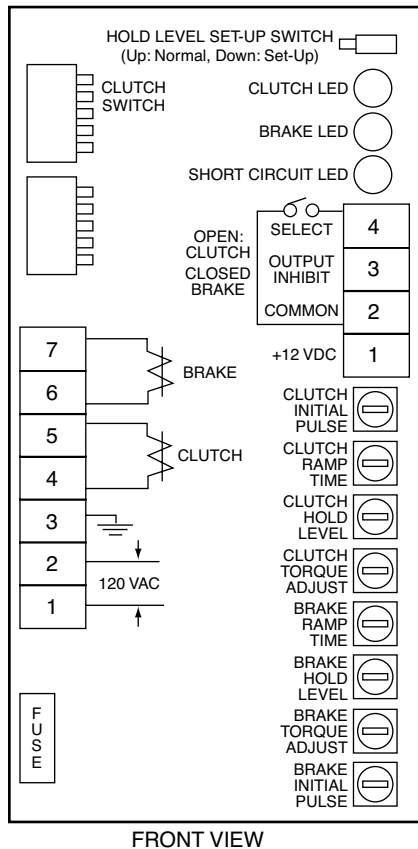 HOLD LEVEL SET-UP SWITCH
(Up: Normal, Down: Set-Up)
CLUTCH
SWITCH
CLUTCH LED
BRAKE LED
SHORT CIRCUIT LED
OPEN:
CLUTCH
CLOSED
BRAKE
SELECT
4
OUTPUT
INHIBIT
3
COMMON
2
+12 VDC
1
7
6
BRAKE
5
4
CLUTCH
3
2
1
120 VAC
CLUTCH
INITIAL
PULSE
CLUTCH
RAMP
TIME
CLUTCH
HOLD
LEVEL
CLUTCH
TORQUE
ADJUST
BRAKE
RAMP
TIME
BRAKE
HOLD
LEVEL
BRAKE
TORQUE
ADJUST
BRAKE
INITIAL
PULSE
F
U
S
E
FRONT VIEW